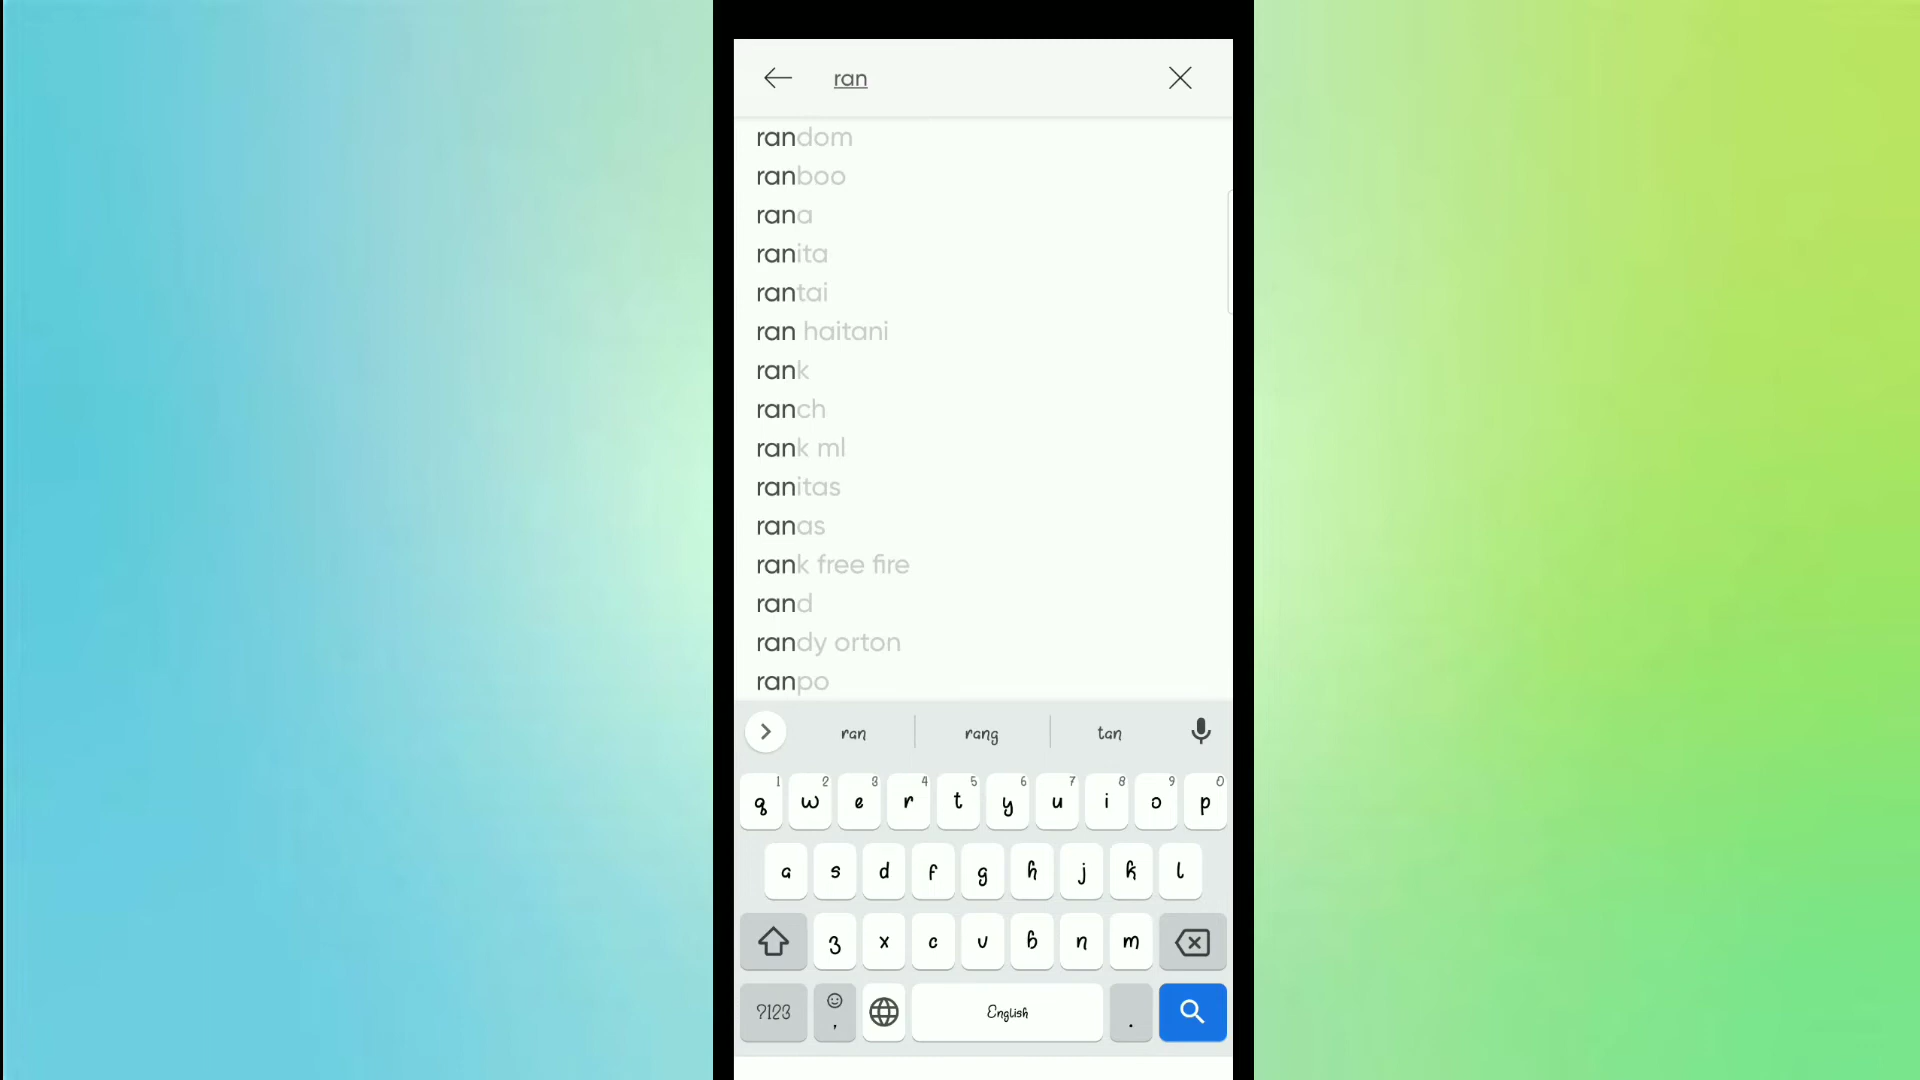 ran
random
ranboo
rana
ranita
rantai
ran haitani
rank
ranch
rank ml
ranitas
ranas
rank free fire
rand
randy orton
ranpo
ran rang tan
1 2 3 4 5 6 7 8 9 0
q w e r t y u i o p
a s d f g h j k l
z x c v b n m
?123 , English .